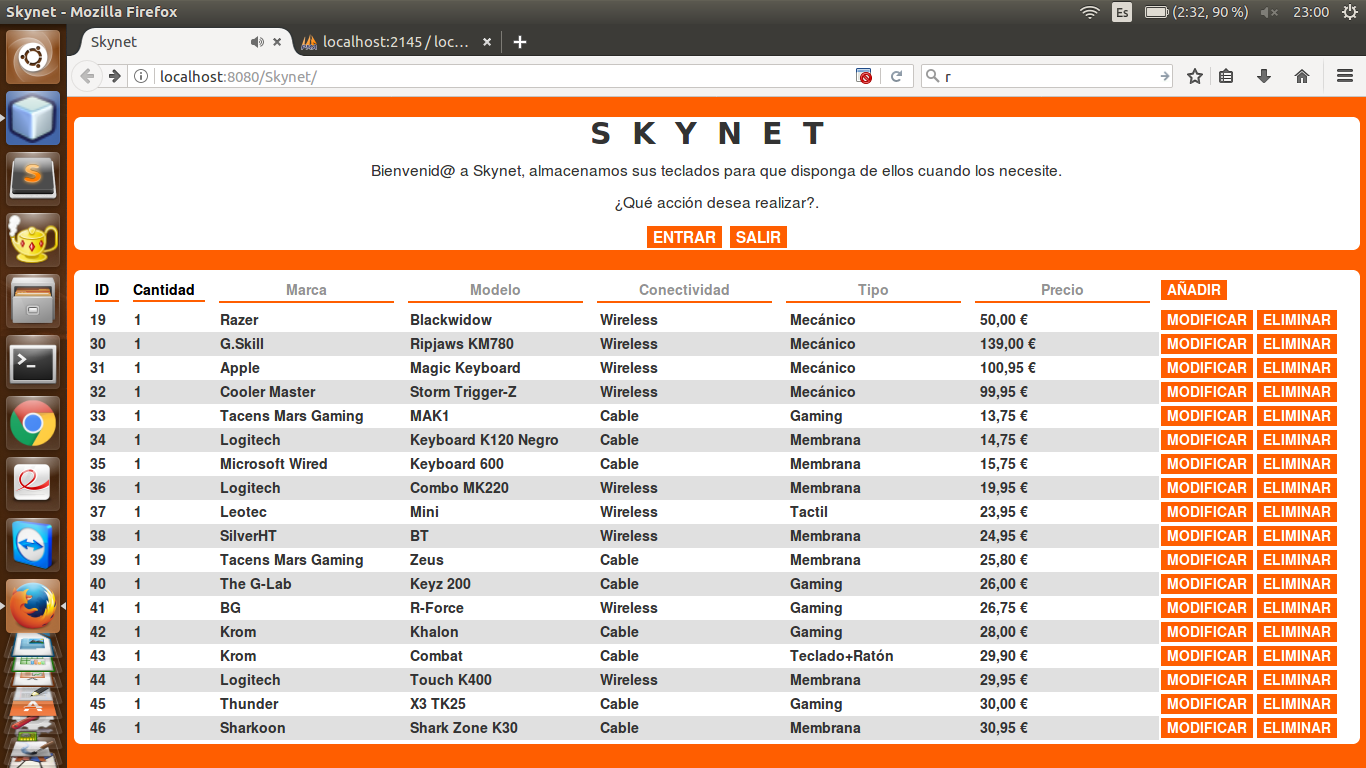 Skynet - Mozilla Firefox
Es
(2:32, 90 %)
23:00
Skynet
localhost:2145 / loc...
localhost:8080/Skynet/
r
S K Y N E T
Bienvenid@ a Skynet, almacenamos sus teclados para que disponga de ellos cuando los necesite.
¿Qué acción desea realizar?.
ENTRAR SALIR
ID Cantidad Marca Modelo Conectividad Tipo Precio AÑADIR
19 1 Razer Blackwidow Wireless Mecánico 50,00 € MODIFICAR ELIMINAR
30 1 G.Skill Ripjaws KM780 Wireless Mecánico 139,00 € MODIFICAR ELIMINAR
31 1 Apple Magic Keyboard Wireless Mecánico 100,95 € MODIFICAR ELIMINAR
32 1 Cooler Master Storm Trigger-Z Wireless Mecánico 99,95 € MODIFICAR ELIMINAR
33 1 Tacens Mars Gaming MAK1 Cable Gaming 13,75 € MODIFICAR ELIMINAR
34 1 Logitech Keyboard K120 Negro Cable Membrana 14,75 € MODIFICAR ELIMINAR
35 1 Microsoft Wired Keyboard 600 Cable Membrana 15,75 € MODIFICAR ELIMINAR
36 1 Logitech Combo MK220 Wireless Membrana 19,95 € MODIFICAR ELIMINAR
37 1 Leotec Mini Wireless Tactil 23,95 € MODIFICAR ELIMINAR
38 1 SilverHT BT Wireless Membrana 24,95 € MODIFICAR ELIMINAR
39 1 Tacens Mars Gaming Zeus Cable Membrana 25,80 € MODIFICAR ELIMINAR
40 1 The G-Lab Keyz 200 Cable Gaming 26,00 € MODIFICAR ELIMINAR
41 1 BG R-Force Wireless Gaming 26,75 € MODIFICAR ELIMINAR
42 1 Krom Khalon Cable Gaming 28,00 € MODIFICAR ELIMINAR
43 1 Krom Combat Cable Teclado+Ratón 29,90 € MODIFICAR ELIMINAR
44 1 Logitech Touch K400 Wireless Membrana 29,95 € MODIFICAR ELIMINAR
45 1 Thunder X3 TK25 Cable Gaming 30,00 € MODIFICAR ELIMINAR
46 1 Sharkoon Shark Zone K30 Cable Membrana 30,95 € MODIFICAR ELIMINAR